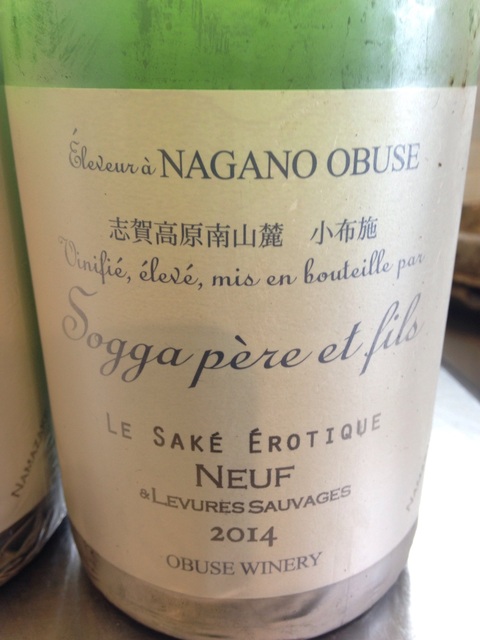 Éleveur à NAGANO OBUSE
志賀高原南山麓　小布施
Vinifié, élevé, mis en bouteille par
Sogga père et fils
LE SAKÉ ÉROTIQUE
NEUF
&LEVURES SAUVAGES
2014
OBUSE WINERY